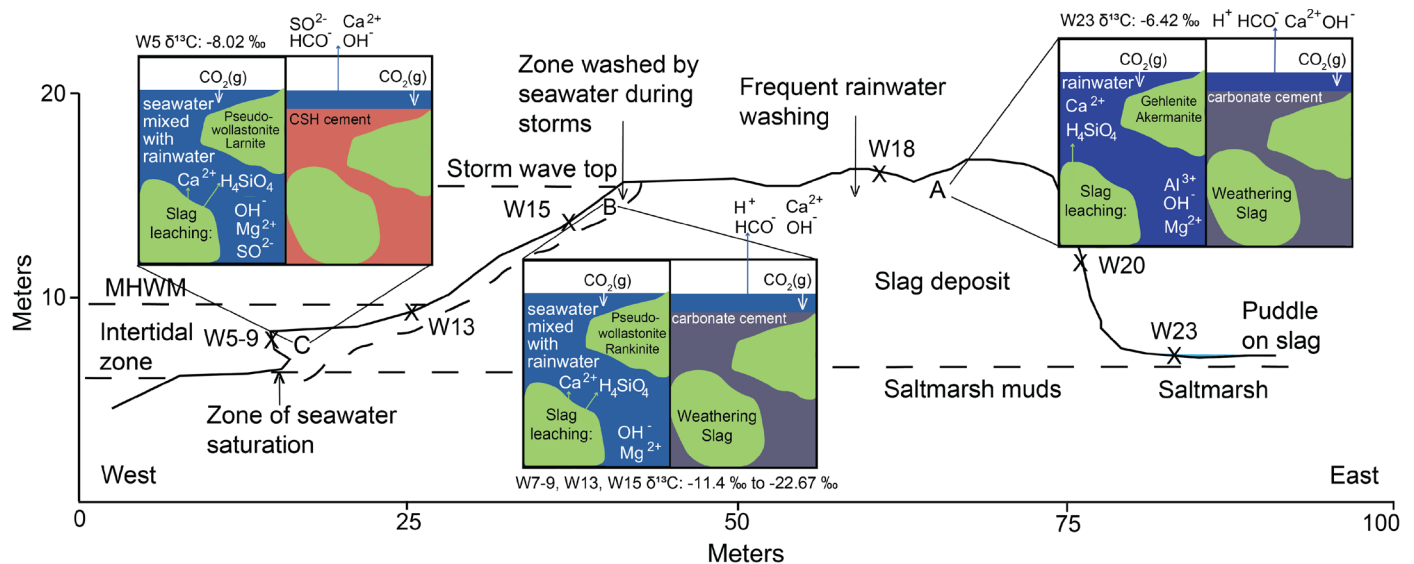 W5 δ¹³C: -8.02 ‰
SO²⁻ Ca²⁺
HCO⁻ OH⁻
CO₂(g)
CO₂(g)
seawater
mixed
with
rainwater
Pseudo-
wollastonite
Larnite
CSH cement
Ca²⁺
H₄SiO₄
Slag
leaching:
OH⁻
Mg²⁺
SO²⁻
Zone washed by
seawater during
storms
Frequent rainwater
washing
W23 δ¹³C: -6.42 ‰
H⁺ HCO⁻ Ca²⁺OH⁻
CO₂(g)
CO₂(g)
rainwater
Ca²⁺
H₄SiO₄
Gehlenite
Akermanite
carbonate cement
Slag
leaching:
Al³⁺
OH⁻
Mg²⁺
Weathering
Slag
Storm wave top
W15
B
W18
A
H⁺ Ca²⁺
HCO⁻ OH⁻
CO₂(g)
CO₂(g)
seawater
mixed
with
rainwater
Pseudo-
wollastonite
Rankinite
carbonate cement
Ca²⁺
H₄SiO₄
Slag
leaching:
OH⁻
Mg²⁺
Weathering
Slag
W7-9, W13, W15 δ¹³C: -11.4 ‰ to -22.67 ‰
MHWM
Intertidal
zone
W5-9
C
W13
Zone of seawater
saturation
Slag deposit
W20
W23
Puddle
on slag
Saltmarsh muds
Saltmarsh
West
East
Meters
20
10
0
0
25
50
75
100
Meters